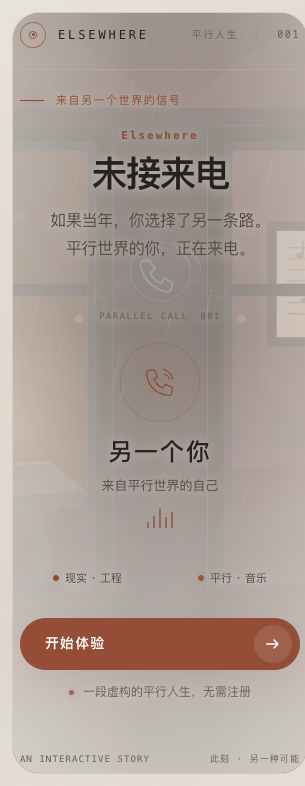 ELSEWHERE
平行人生 / 001
来自另一个世界的信号
Elsewhere
未接来电
如果当年，你选择了另一条路。
平行世界的你，正在来电。
PARALLEL CALL 001
另一个你
来自平行世界的自己
现实 · 工程
平行 · 音乐
开始体验
一段虚构的平行人生，无需注册
AN INTERACTIVE STORY
此刻 · 另一种可能